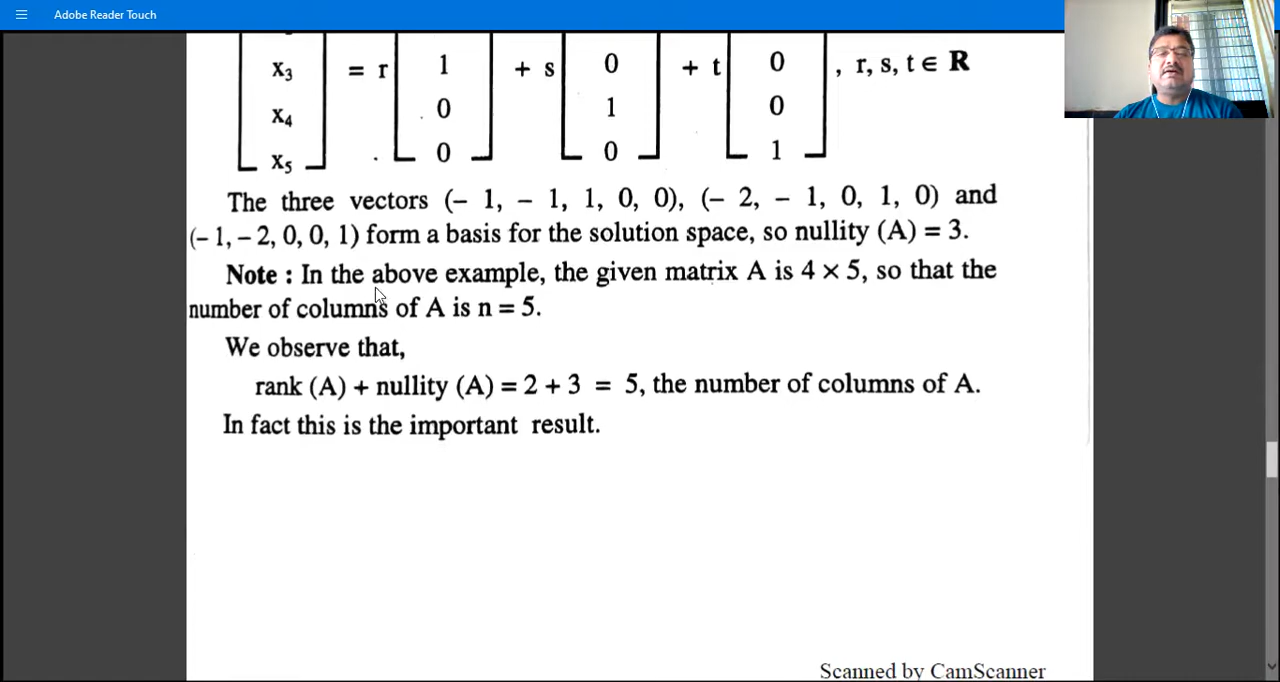 Adobe Reader Touch
x3 = r 1 + s 0 + t 0 , r, s, t ∈ R
x4 0 1 0
x5 0 0 1
The three vectors (– 1, – 1, 1, 0, 0), (– 2, – 1, 0, 1, 0) and
(– 1, – 2, 0, 0, 1) form a basis for the solution space, so nullity (A) = 3.
Note : In the above example, the given matrix A is 4 × 5, so that the
number of columns of A is n = 5.
We observe that,
rank (A) + nullity (A) = 2 + 3 = 5, the number of columns of A.
In fact this is the important result.
Scanned by CamScanner